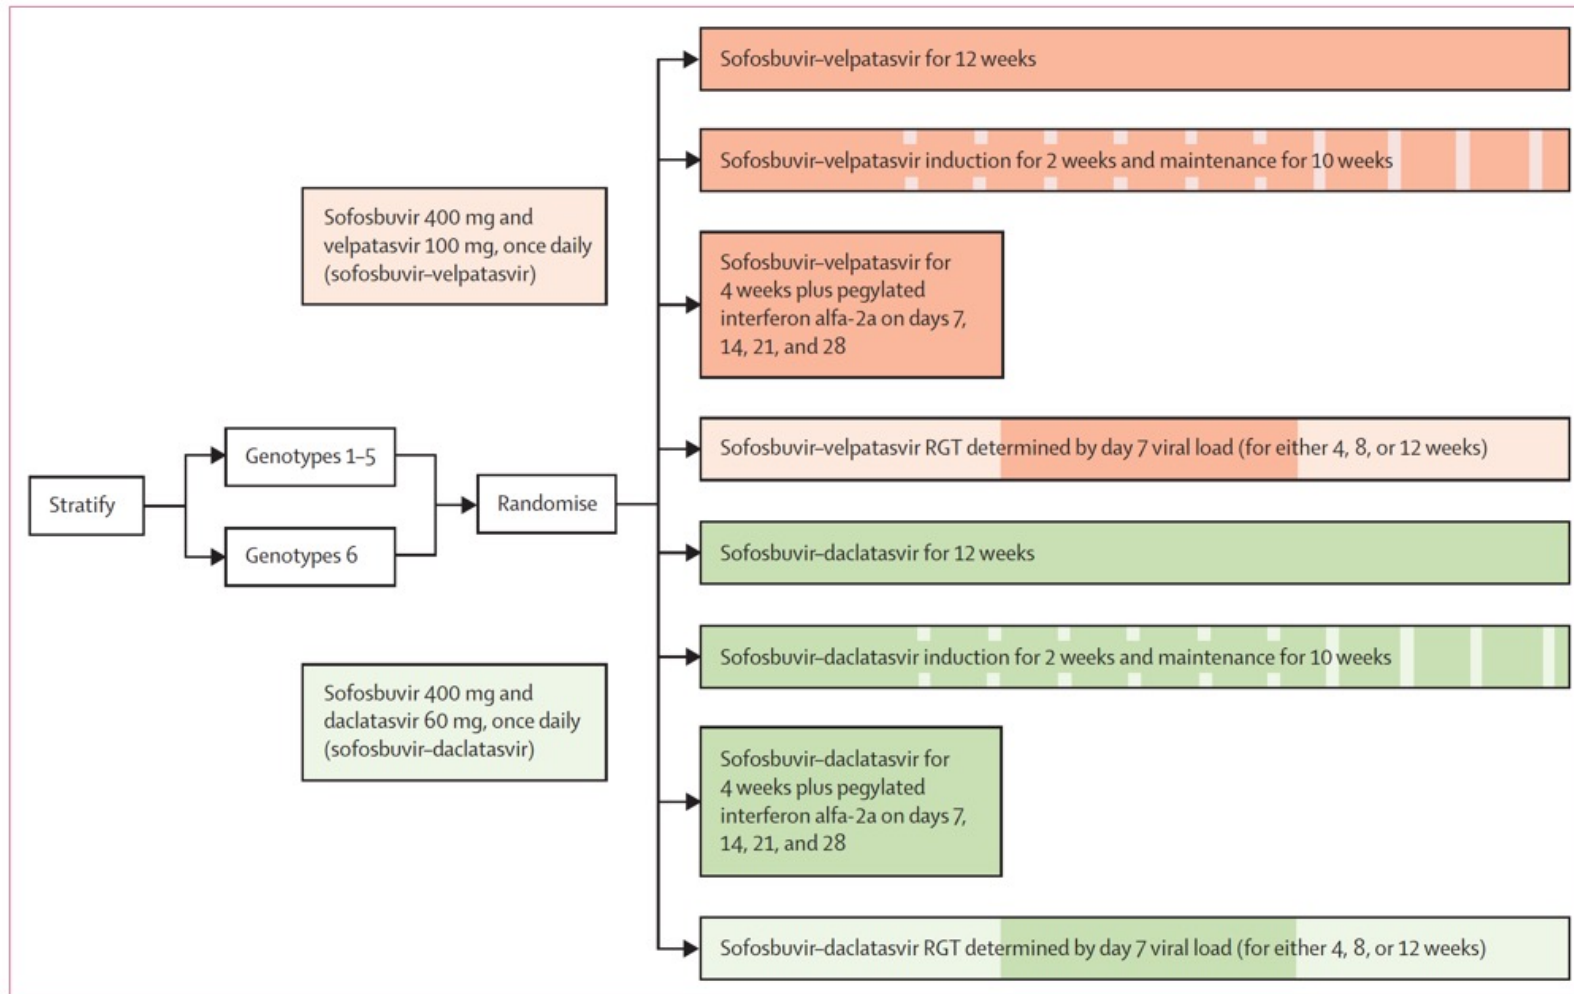 Stratify
Genotypes 1–5
Genotypes 6
Randomise
Sofosbuvir 400 mg and
velpatasvir 100 mg, once daily
(sofosbuvir–velpatasvir)
Sofosbuvir 400 mg and
daclatasvir 60 mg, once daily
(sofosbuvir–daclatasvir)
Sofosbuvir–velpatasvir for 12 weeks
Sofosbuvir–velpatasvir induction for 2 weeks and maintenance for 10 weeks
Sofosbuvir–velpatasvir for
4 weeks plus pegylated
interferon alfa-2a on days 7,
14, 21, and 28
Sofosbuvir–velpatasvir RGT determined by day 7 viral load (for either 4, 8, or 12 weeks)
Sofosbuvir–daclatasvir for 12 weeks
Sofosbuvir–daclatasvir induction for 2 weeks and maintenance for 10 weeks
Sofosbuvir–daclatasvir for
4 weeks plus pegylated
interferon alfa-2a on days 7,
14, 21, and 28
Sofosbuvir–daclatasvir RGT determined by day 7 viral load (for either 4, 8, or 12 weeks)